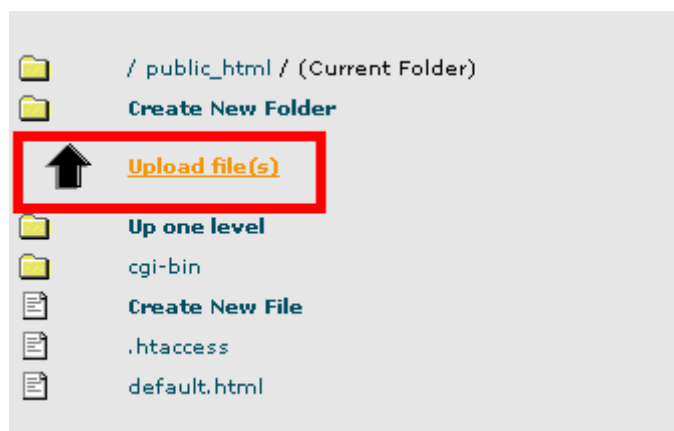 / public_html / (Current Folder)
Create New Folder
Upload file(s)
Up one level
cgi-bin
Create New File
.htaccess
default.html